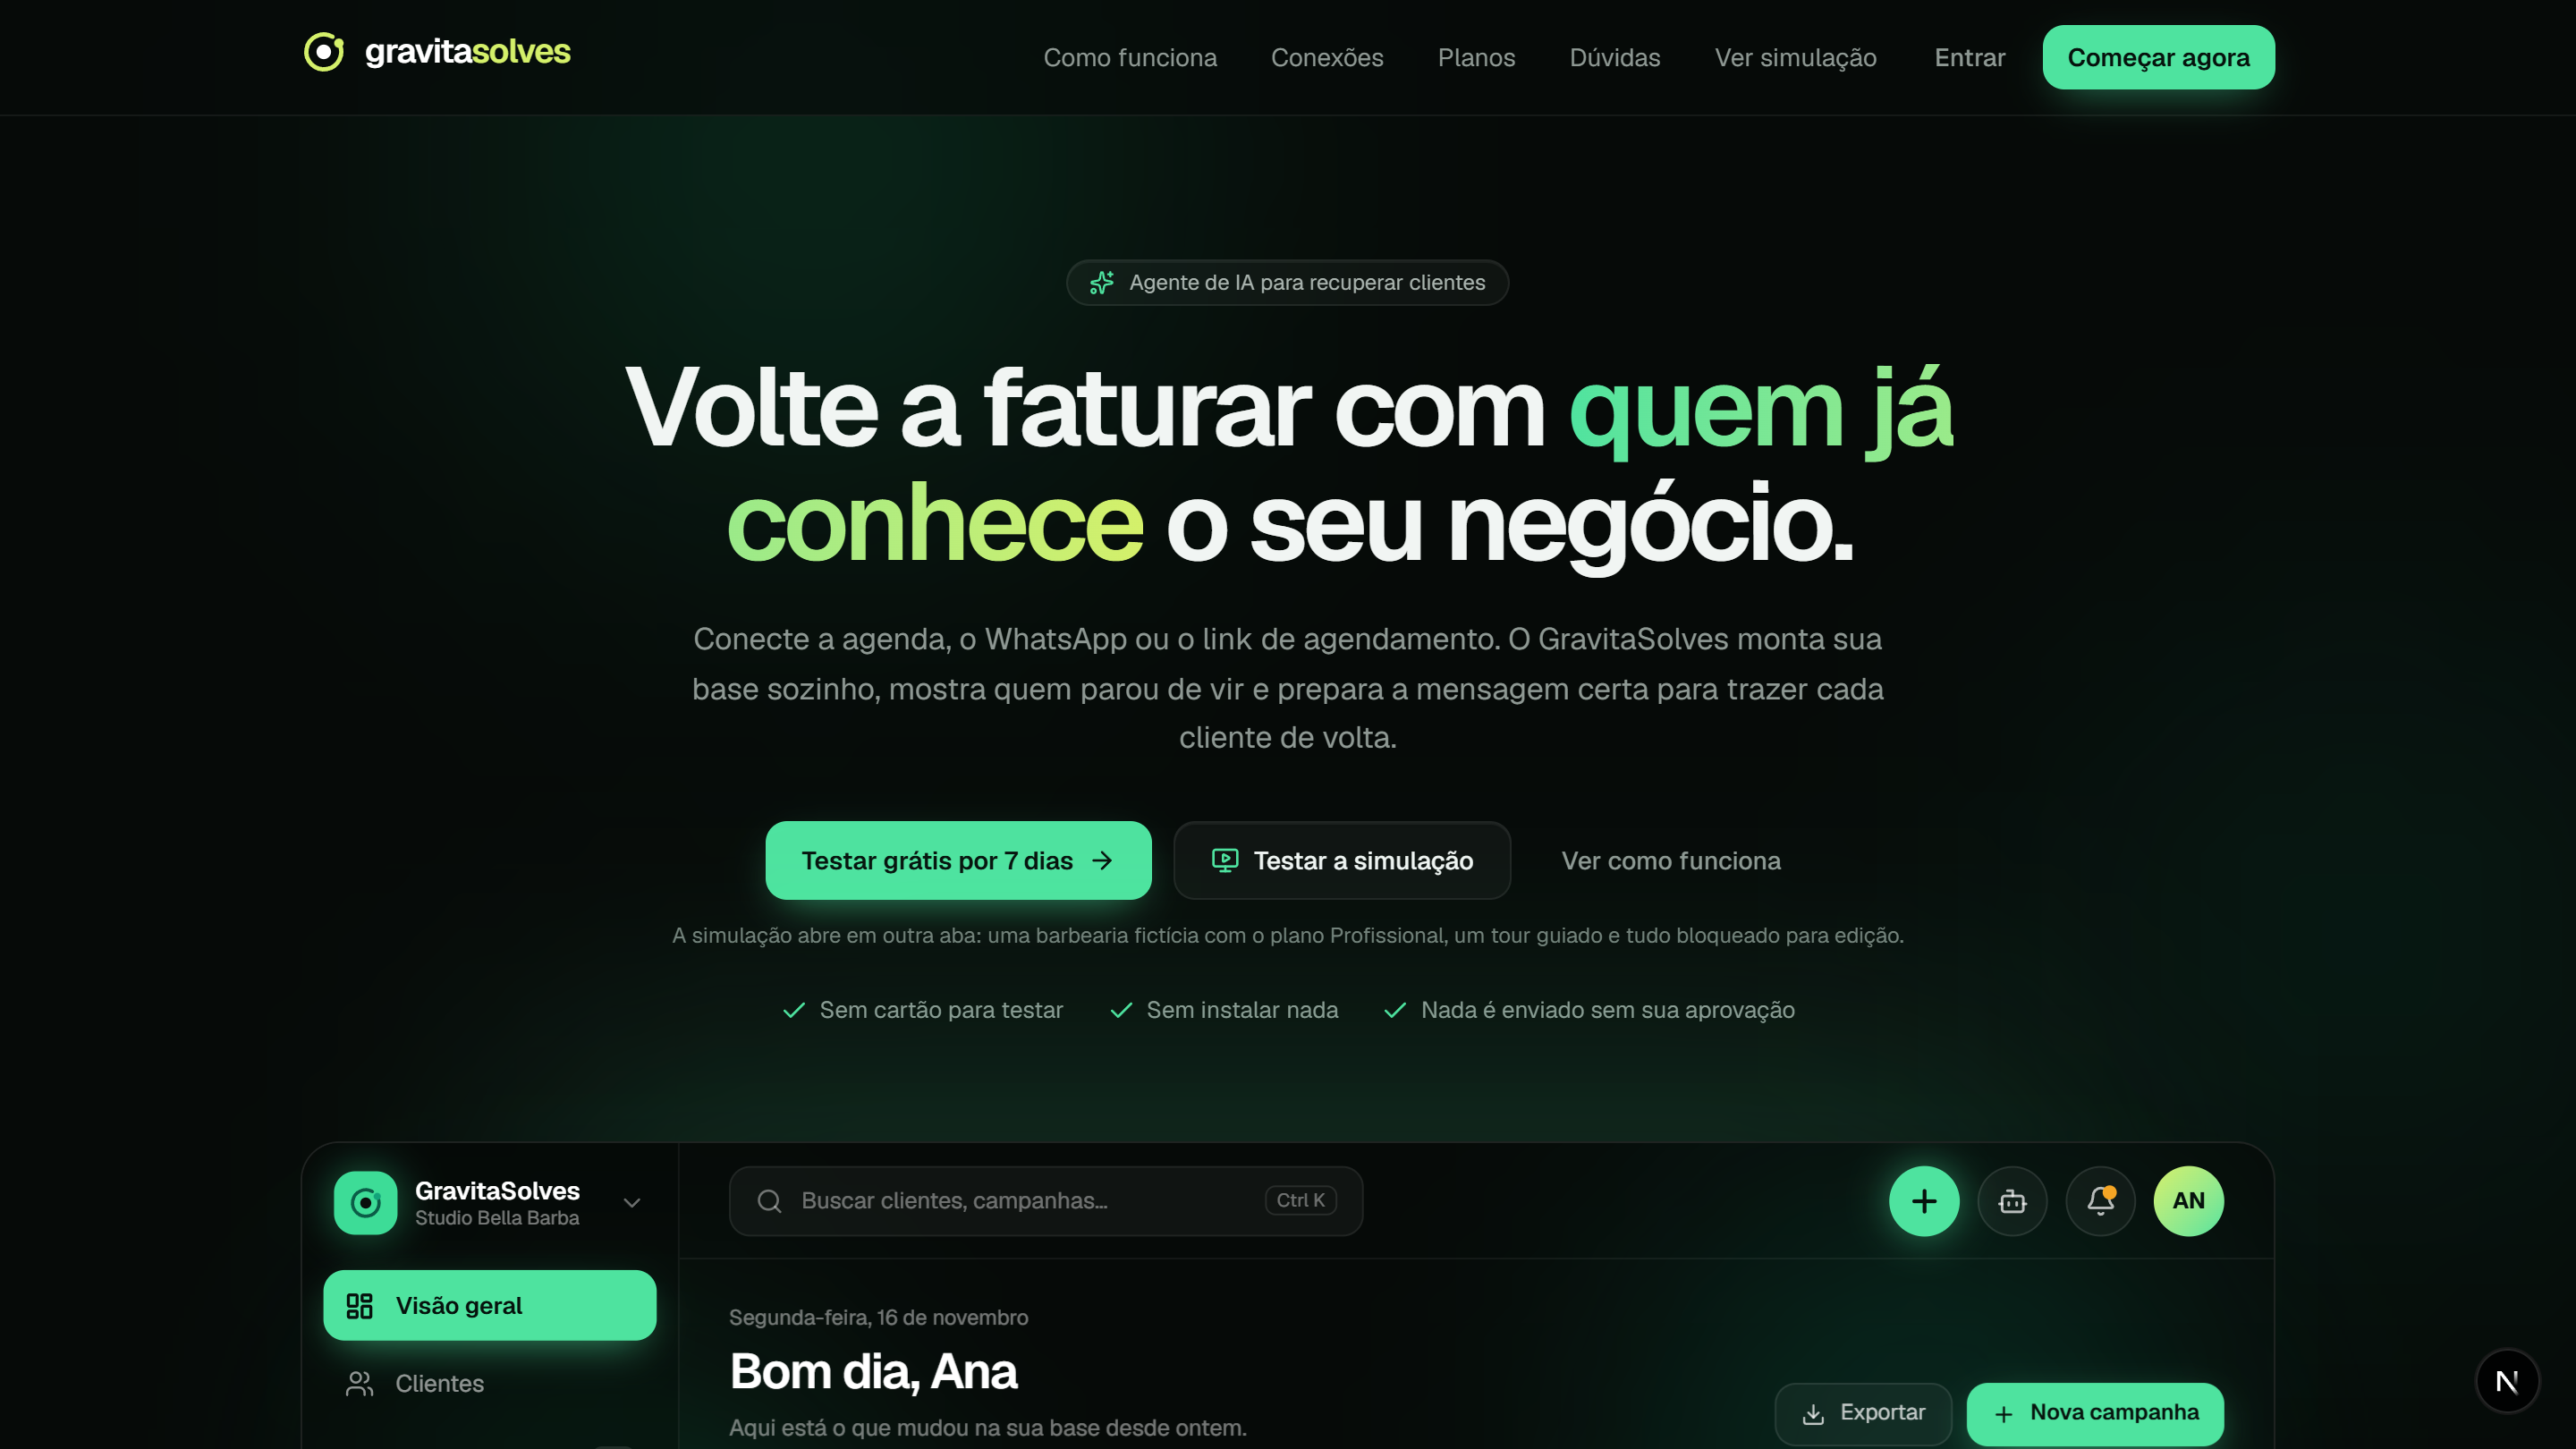 gravitasolves
Como funciona
Conexões
Planos
Dúvidas
Ver simulação
Entrar
Começar agora
Agente de IA para recuperar clientes
Volte a faturar com quem já
conhece o seu negócio.
Conecte a agenda, o WhatsApp ou o link de agendamento. O GravitaSolves monta sua
base sozinho, mostra quem parou de vir e prepara a mensagem certa para trazer cada
cliente de volta.
Testar grátis por 7 dias
Testar a simulação
Ver como funciona
A simulação abre em outra aba: uma barbearia fictícia com o plano Profissional, um tour guiado e tudo bloqueado para edição.
Sem cartão para testar
Sem instalar nada
Nada é enviado sem sua aprovação
GravitaSolves
Studio Bella Barba
Buscar clientes, campanhas...
Ctrl K
AN
Visão geral
Clientes
Segunda-feira, 16 de novembro
Bom dia, Ana
Aqui está o que mudou na sua base desde ontem.
Exportar
Nova campanha
N